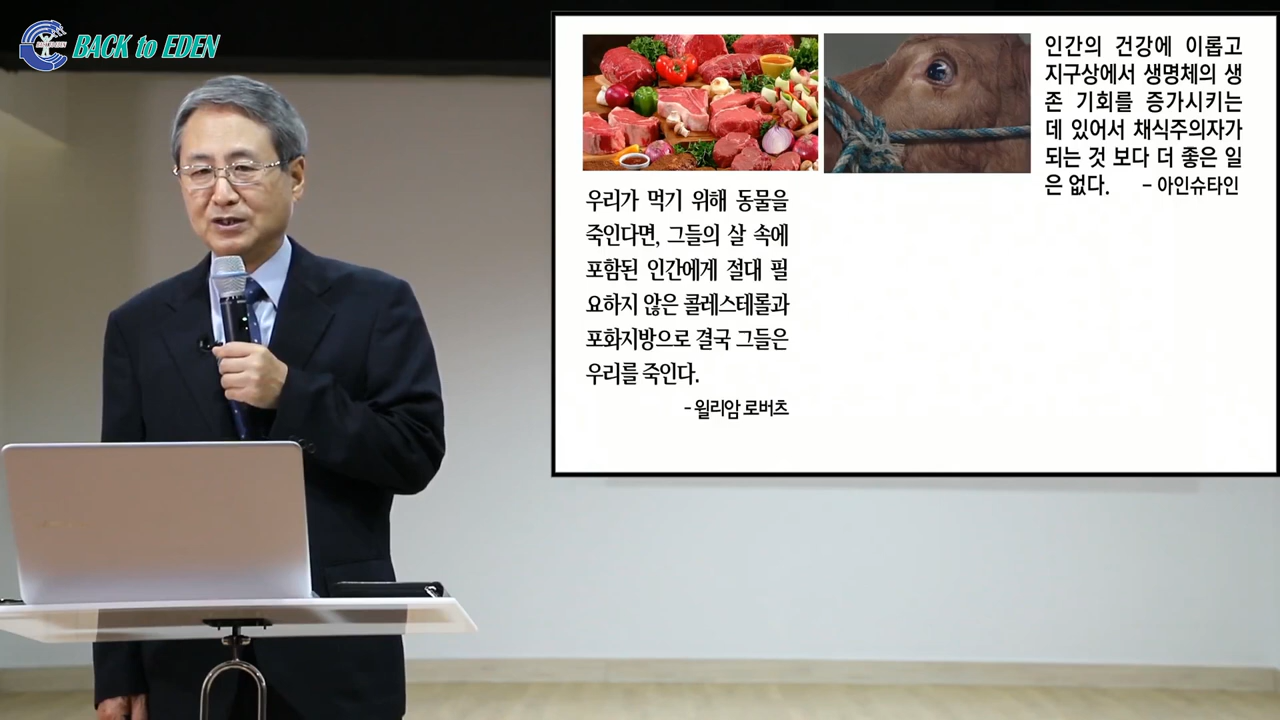 BACK to EDEN
인간의 건강에 이롭고
지구상에서 생명체의 생
존 기회를 증가시키는
데 있어서 채식주의자가
되는 것 보다 더 좋은 일
은 없다. - 아인슈타인
우리가 먹기 위해 동물을
죽인다면, 그들의 살 속에
포함된 인간에게 절대 필
요하지 않은 콜레스테롤과
포화지방으로 결국 그들은
우리를 죽인다.
- 윌리암 로버츠